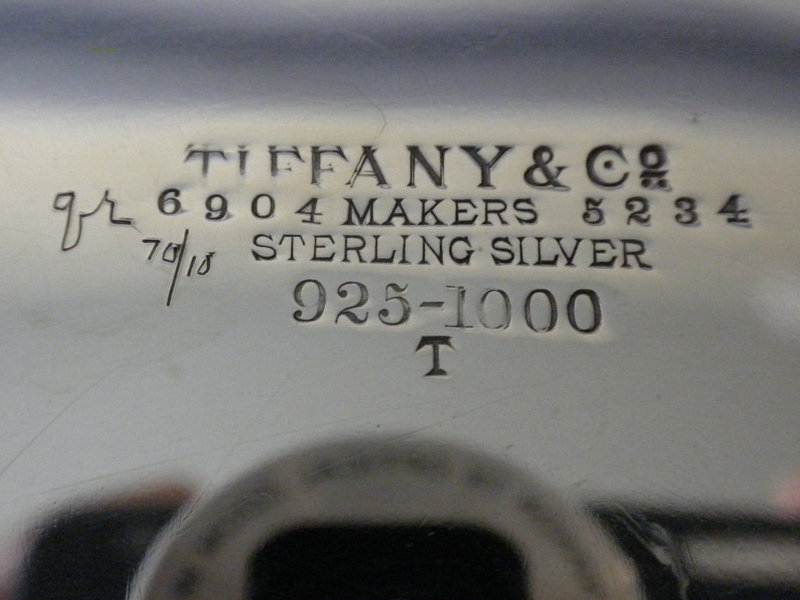 TIFFANY & Co
6904 MAKERS 5234
STERLING SILVER
925-1000
T